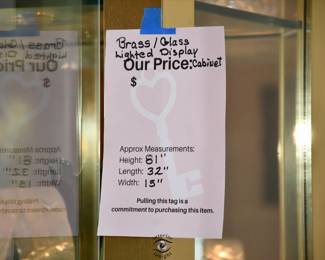 Brass/Glass
Lighted Display
Our Price: Cabinet
$
Approx Measurements:
Height: 81"
Length: 32"
Width: 15"
Pulling this tag is a
commitment to purchasing this item.